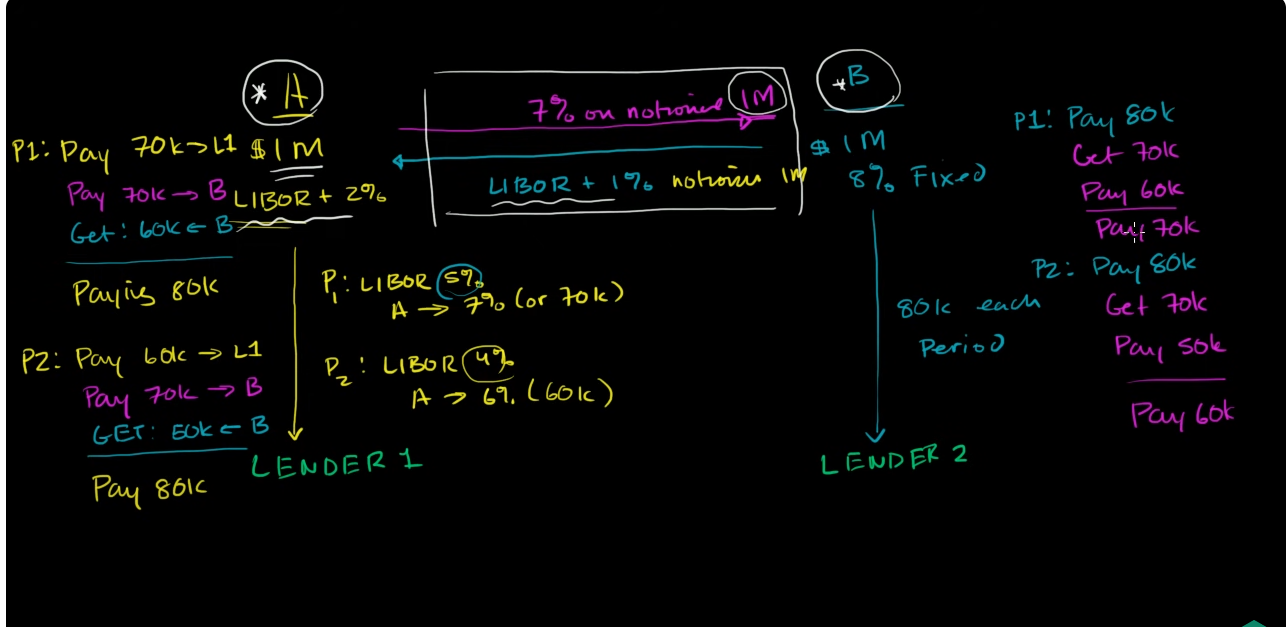 * A
7% on notional 1M
*B
P1: Pay 70k → L1
$1M
$ 1M
P1: Pay 80k
Pay 70k → B
LIBOR + 2%
LIBOR + 1% notional 1M
8% Fixed
Get 70k
Get: 60k ← B
Pay 60k
Paying 80k
Pay 70k
P1: LIBOR 5%
A → 7% (or 70k)
P2: Pay 80k
80k each
Period
Get 70k
P2: Pay 60k → L1
Pay 70k → B
GET: 50k ← B
P2: LIBOR 4%
A → 6% (60k)
Pay 50k
Pay 60k
Pay 80k
LENDER 1
LENDER 2